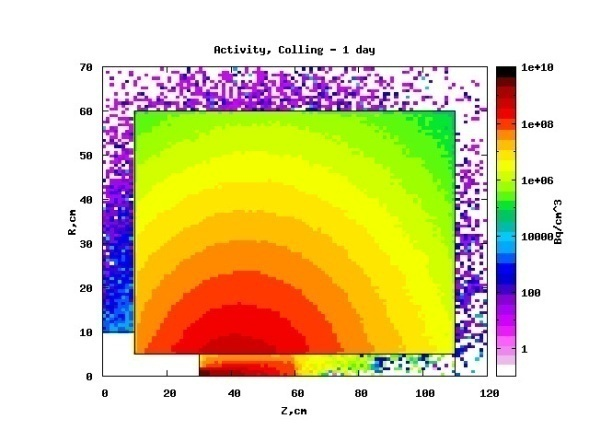 Activity, Colling - 1 day
70
60
50
40
30
20
10
0
R,cm
0 20 40 60 80 100 120
Z,cm
1e+10
1e+08
1e+06
10000
100
1
Bq/cm^3